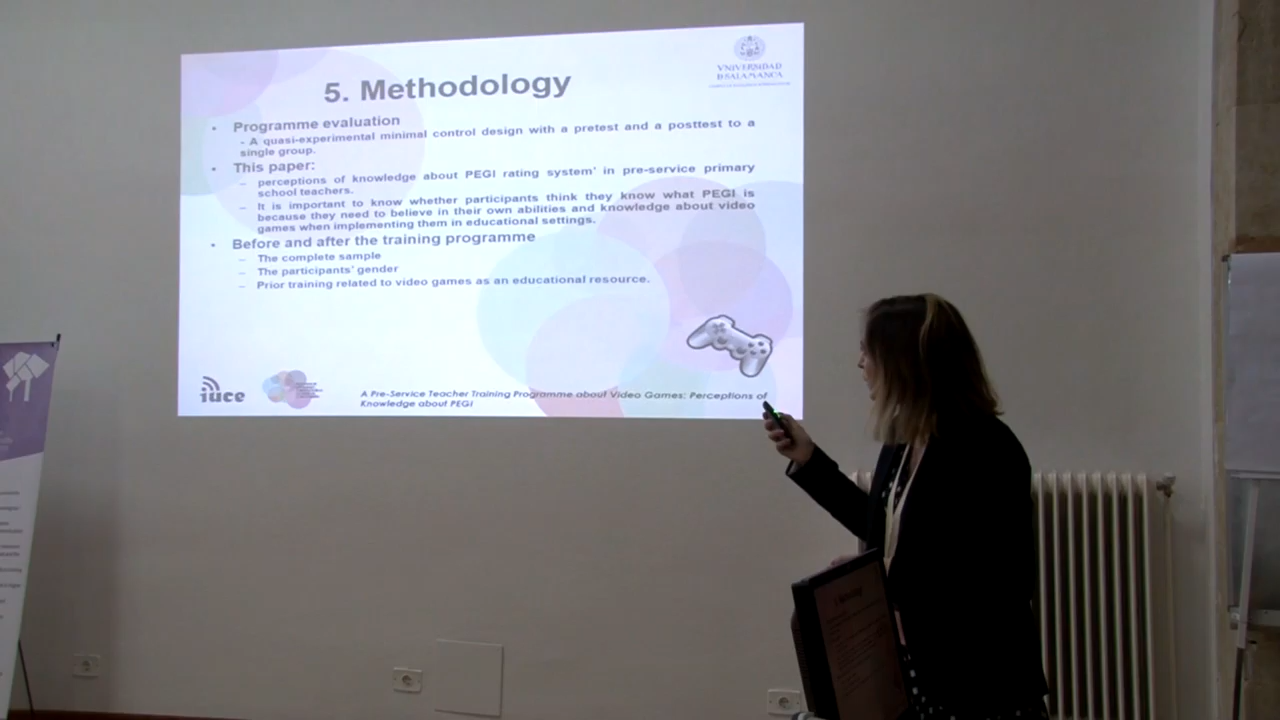 VNIVERSIDAD
D SALAMANCA
5. Methodology
• Programme evaluation
- A quasi-experimental minimal control design with a pretest and a posttest to a
single group.
• This paper:
– perceptions of knowledge about PEGI rating system' in pre-service primary
school teachers.
– It is important to know whether participants think they know what PEGI is
because they need to believe in their own abilities and knowledge about video
games when implementing them in educational settings.
• Before and after the training programme
– The complete sample
– The participants' gender
– Prior training related to video games as an educational resource.
iuce
A Pre-Service Teacher Training Programme about Video Games: Perceptions of
Knowledge about PEGI